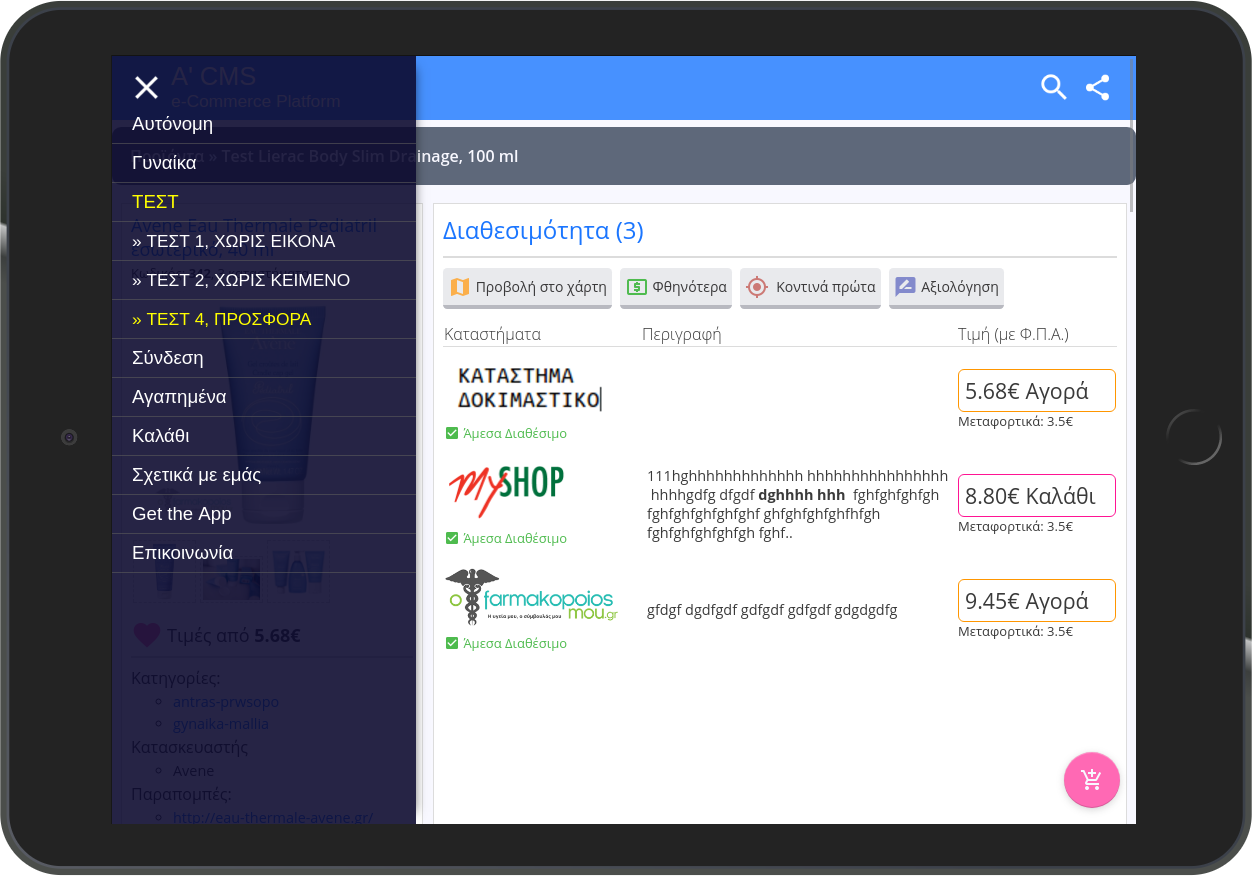 A' CMS
e-Commerce Platform
Αυτόνομη
Γυναίκα
ΤΕΣΤ
» ΤΕΣΤ 1, ΧΩΡΙΣ ΕΙΚΟΝΑ
» ΤΕΣΤ 2, ΧΩΡΙΣ ΚΕΙΜΕΝΟ
» ΤΕΣΤ 4, ΠΡΟΣΦΟΡΑ
Σύνδεση
Αγαπημένα
Καλάθι
Σχετικά με εμάς
Get the App
Επικοινωνία
» Test Lierac Body Slim Drainage, 100 ml
Avene Eau Thermale Pediatril
40 ml
Τιμές από 5.68€
Κατηγορίες:
antras-prwsopo
gynaika-mallia
Κατασκευαστής
Avene
Παραπομπές:
http://eau-thermale-avene.gr/
Διαθεσιμότητα (3)
Προβολή στο χάρτη
Φθηνότερα
Κοντινά πρώτα
Αξιολόγηση
Καταστήματα Περιγραφή Τιμή (με Φ.Π.Α.)
ΚΑΤΑΣΤΗΜΑ
ΔΟΚΙΜΑΣΤΙΚΟ
Άμεσα Διαθέσιμο
5.68€ Αγορά
Μεταφορτικά: 3.5€
MySHOP
Άμεσα Διαθέσιμο
111hghhhhhhhhhhhhh hhhhhhhhhhhhhhhh
hhhhgdfg dfgdf dghhhh hhh fghfghfghfgh
fghfghfghfghfghf ghfghfghfghfhfgh
fghfghfghfghfgh fghf..
8.80€ Καλάθι
Μεταφορτικά: 3.5€
o farmakopoios
mou.gr
Η υγεία μου, ο σύμβουλός μου
Άμεσα Διαθέσιμο
gfdgf dgdfgdf gdfgdf gdfgdf gdgdgdfg
9.45€ Αγορά
Μεταφορτικά: 3.5€